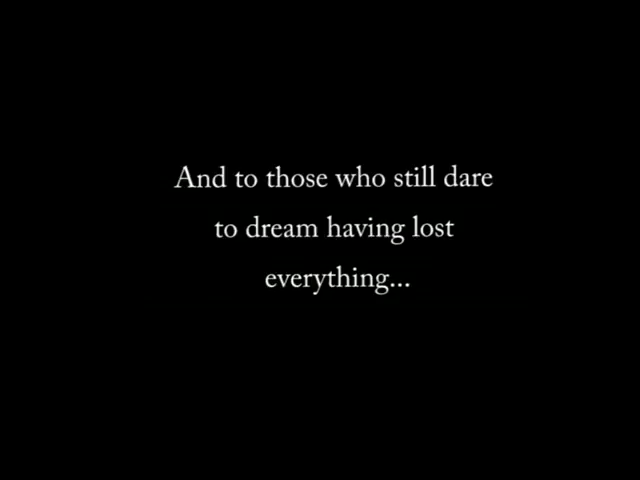 And to those who still dare
to dream having lost
everything...